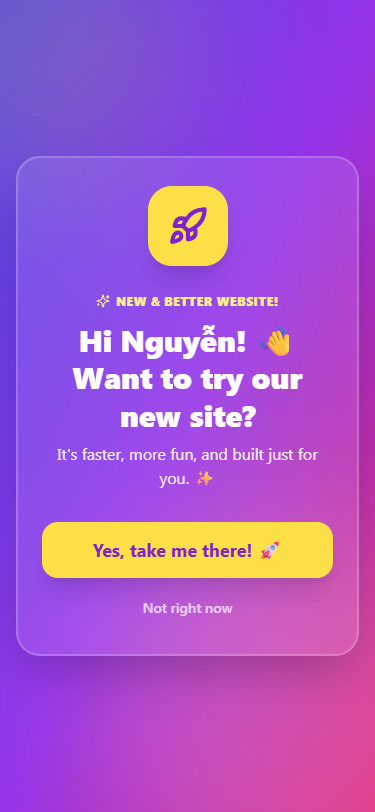 NEW & BETTER WEBSITE!
Hi Nguyễn! 👋
Want to try our
new site?
It's faster, more fun, and built just for
you. ✨
Yes, take me there! 🚀
Not right now